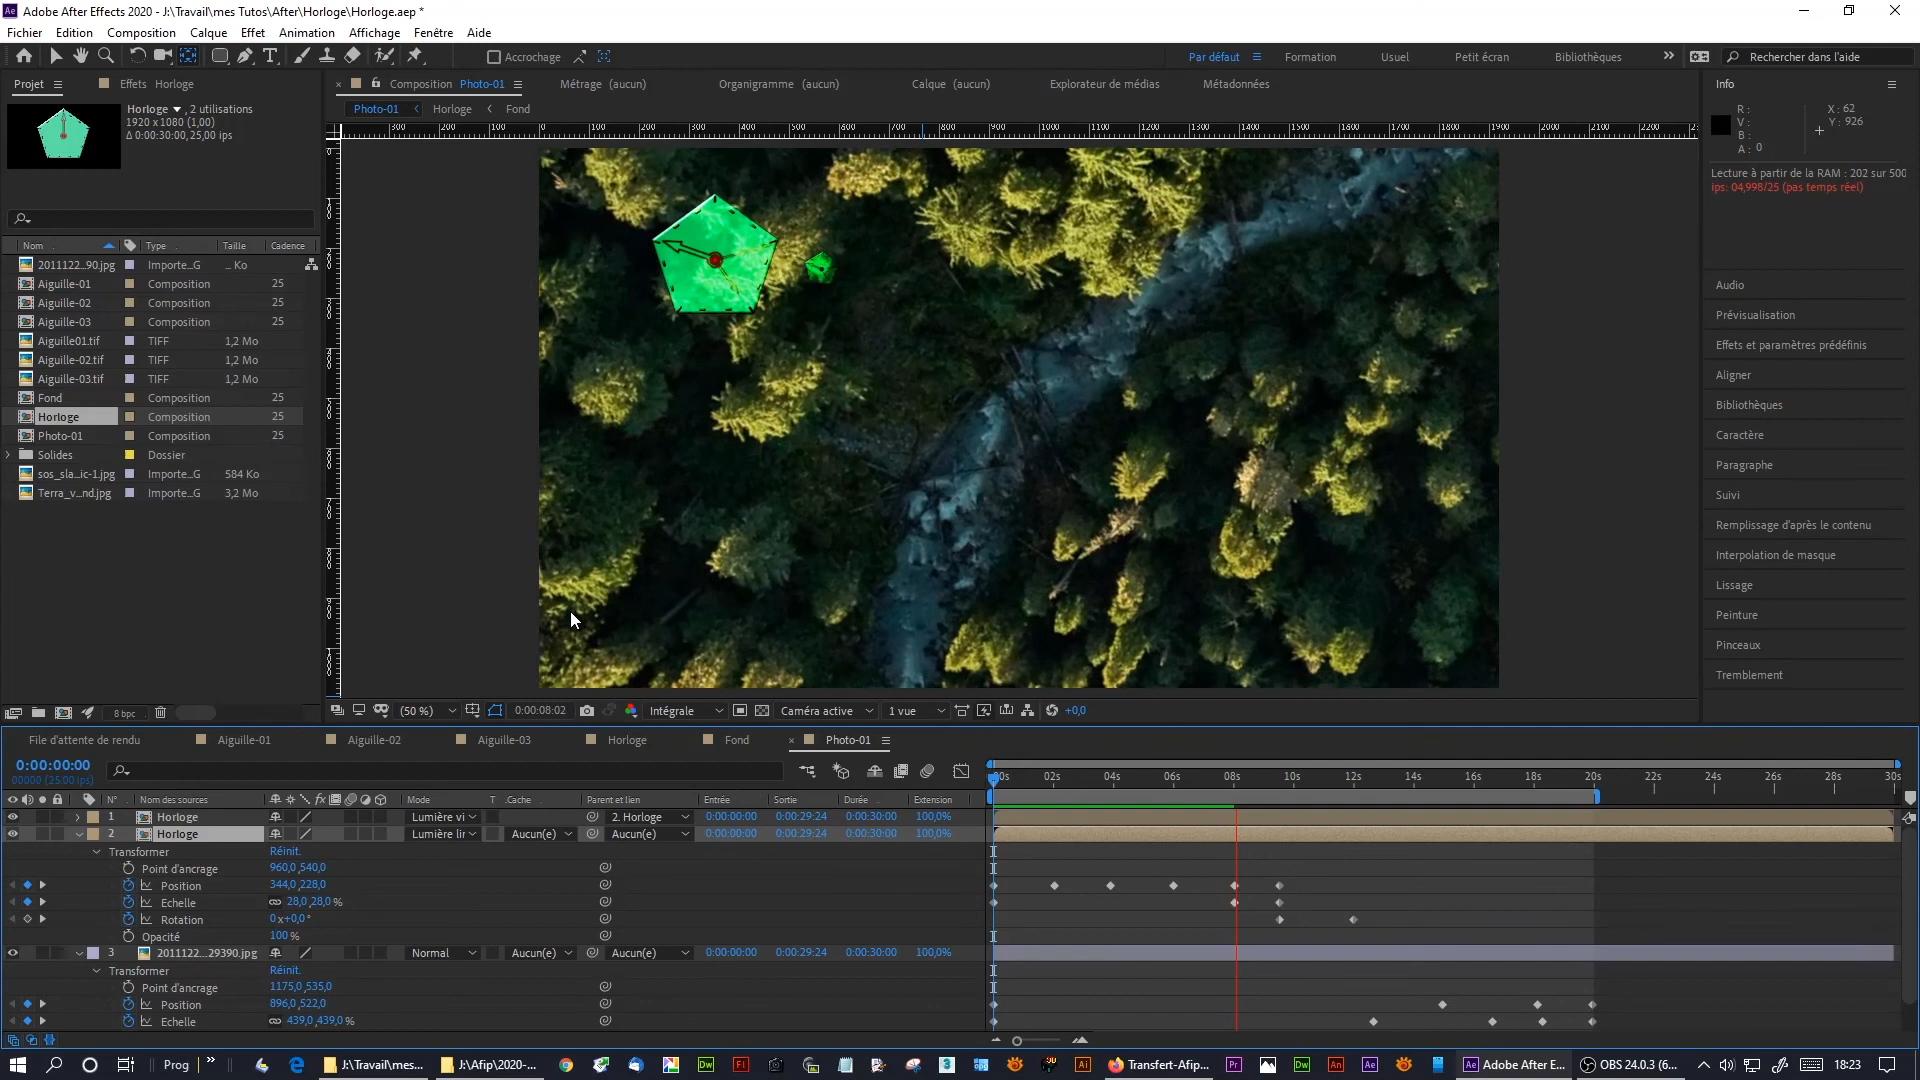 Adobe After Effects 2020 - J:\Travail\mes Tutos\After\Horloge\Horloge.aep *
Fichier Edition Composition Calque Effet Animation Affichage Fenêtre Aide
Accrochage
Par défaut Formation Usuel Petit écran Bibliothèques Rechercher dans l'aide
Projet Effets Horloge
Composition Photo-01 Métrage (aucun) Organigramme (aucun) Calque (aucun) Explorateur de médias Métadonnées
Info
Horloge , 2 utilisations
1920 x 1080 (1,00)
Δ 0:00:30:00, 25,00 ips
Photo-01 Horloge Fond
R :
V :
B :
A : 0
X : 62
Y : 926
Lecture à partir de la RAM : 202 sur 500
ips: 04,998/25 (pas temps réel)
Nom Type Taille Cadence
2011122...90.jpg Importe...G ... Ko
Aiguille-01 Composition 25
Aiguille-02 Composition 25
Aiguille-03 Composition 25
Aiguille01.tif TIFF 1,2 Mo
Aiguille-02.tif TIFF 1,2 Mo
Aiguille-03.tif TIFF 1,2 Mo
Fond Composition 25
Horloge Composition 25
Photo-01 Composition 25
Solides Dossier
sos_sla...ic-1.jpg Importe...G 584 Ko
Terra_v...nd.jpg Importe...G 3,2 Mo
Audio
Prévisualisation
Effets et paramètres prédéfinis
Aligner
Bibliothèques
Caractère
Paragraphe
Suivi
Remplissage d'après le contenu
Interpolation de masque
Lissage
Peinture
Pinceaux
Tremblement
8 bpc
(50 %) 0:00:08:02 Intégrale Caméra active 1 vue +0,0
File d'attente de rendu Aiguille-01 Aiguille-02 Aiguille-03 Horloge Fond Photo-01
0:00:00:00
00000 (25.00 ips)
00s 02s 04s 06s 08s 10s 12s 14s 16s 18s 20s 22s 24s 26s 28s 30s
N° Nom des sources Mode T .Cache Parent et lien Entrée Sortie Durée Extension
1 Horloge Lumière vi 2. Horloge 0:00:00:00 0:00:29:24 0:00:30:00 100,0%
2 Horloge Lumière lir Aucun(e) Aucun(e) 0:00:00:00 0:00:29:24 0:00:30:00 100,0%
Transformer Réinit.
Point d'ancrage 960,0,540,0
Position 344,0,228,0
Echelle 28,0,28,0 %
Rotation 0x+0,0 °
Opacité 100 %
3 2011122...29390.jpg Normal Aucun(e) Aucun(e) 0:00:00:00 0:00:29:24 0:00:30:00 100,0%
Transformer Réinit.
Point d'ancrage 1175,0,535,0
Position 896,0,522,0
Echelle 439,0,439,0 %
Prog J:\Travail\mes... J:\Afip\2020-... Transfert-Afip... Adobe After E... OBS 24.0.3 (6... 18:23